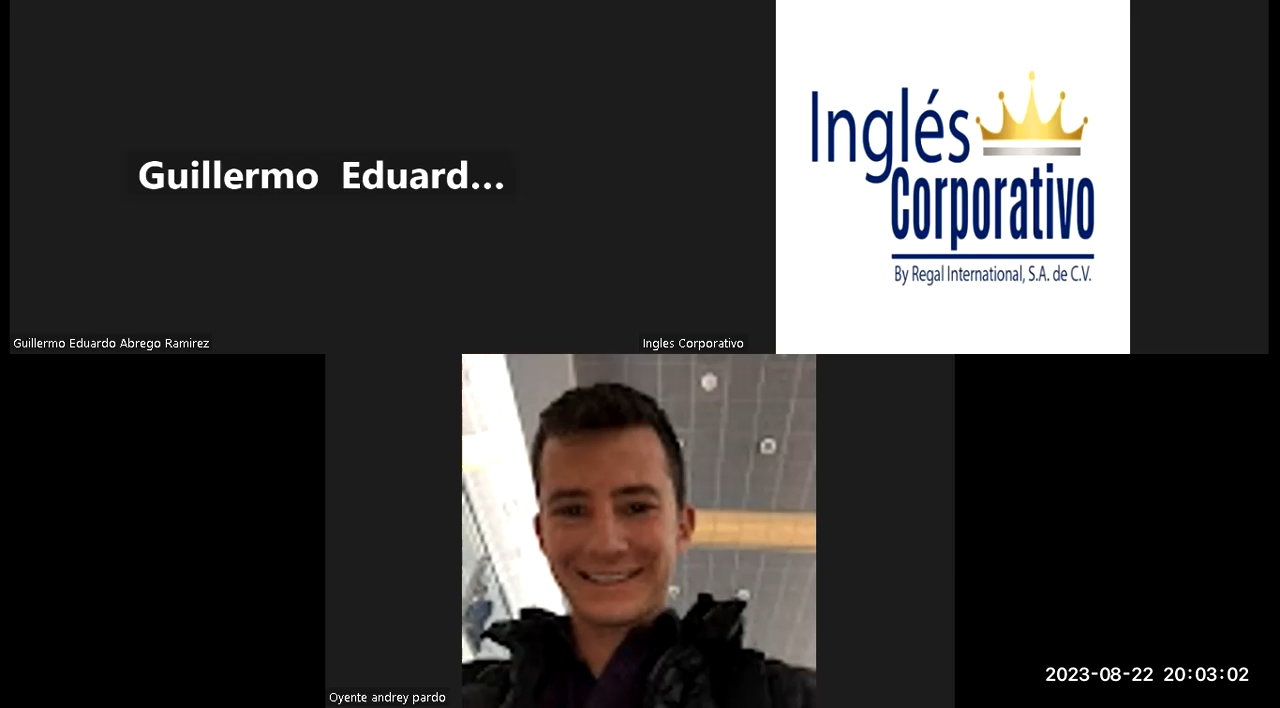 Guillermo Eduard...
Guillermo Eduardo Abrego Ramirez
Inglés
Corporativo
By Regal International, S.A. de C.V.
Ingles Corporativo
Oyente andrey pardo
2023-08-22 20:03:02